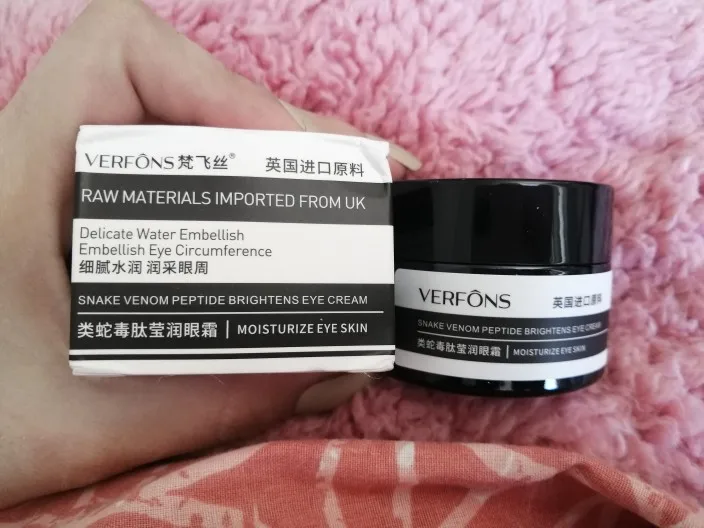 VERFÔNS 梵飞丝® 英国进口原料
RAW MATERIALS IMPORTED FROM UK
Delicate Water Embellish
Embellish Eye Circumference
细腻水润 润采眼周
SNAKE VENOM PEPTIDE BRIGHTENS EYE CREAM
类蛇毒肽莹润眼霜 | MOISTURIZE EYE SKIN
VERFÔNS 英国进口原料
SNAKE VENOM PEPTIDE BRIGHTENS EYE CREAM
类蛇毒肽莹润眼霜 | MOISTURIZE EYE SKIN